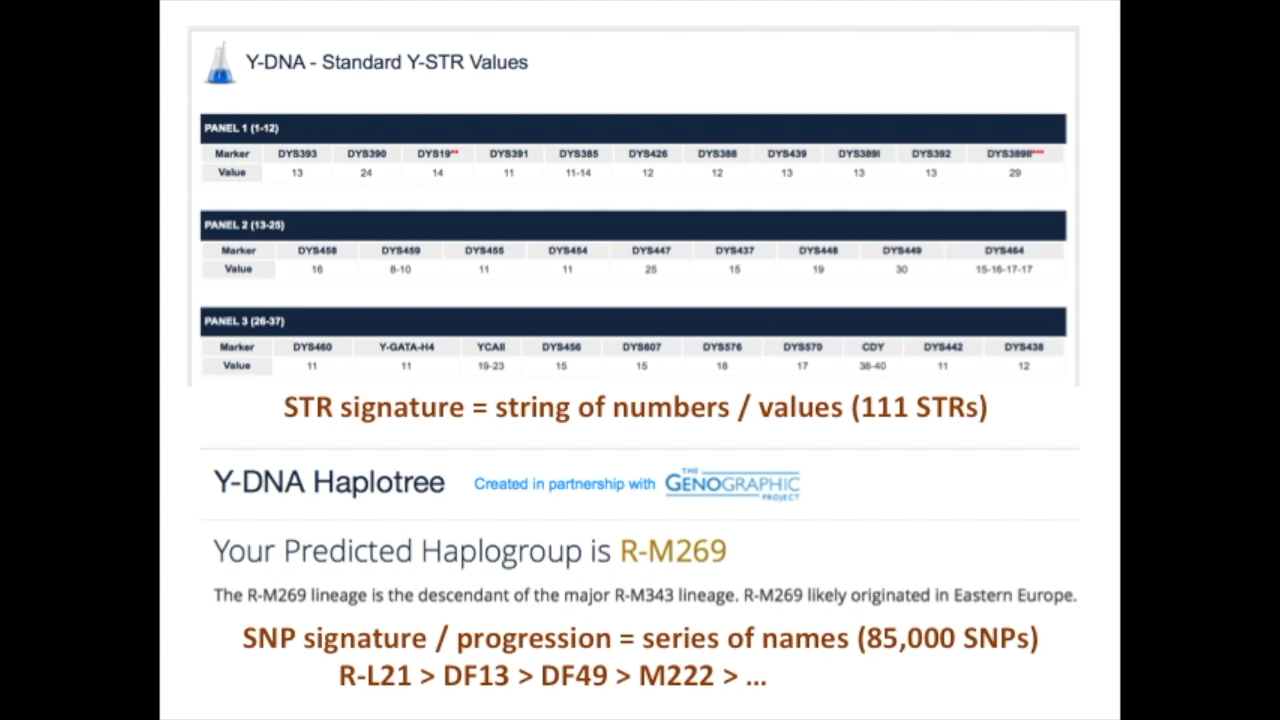 Y-DNA - Standard Y-STR Values
PANEL 1 (1-12)
Marker DYS393 DYS390 DYS19** DYS391 DYS385 DYS426 DYS388 DYS439 DYS389I DYS392 DYS389II***
Value 13 24 14 11 11-14 12 12 13 13 13 29
PANEL 2 (13-25)
Marker DYS458 DYS459 DYS455 DYS454 DYS447 DYS437 DYS448 DYS449 DYS464
Value 16 8-10 11 11 25 15 19 30 15-16-17-17
PANEL 3 (26-37)
Marker DYS460 Y-GATA-H4 YCAII DYS456 DYS607 DYS576 DYS570 CDY DYS442 DYS438
Value 11 11 19-23 15 15 18 17 38-40 11 12
STR signature = string of numbers / values (111 STRs)
Y-DNA Haplotree Created in partnership with THE GENOGRAPHIC PROJECT
Your Predicted Haplogroup is R-M269
The R-M269 lineage is the descendant of the major R-M343 lineage. R-M269 likely originated in Eastern Europe.
SNP signature / progression = series of names (85,000 SNPs)
R-L21 > DF13 > DF49 > M222 > ...